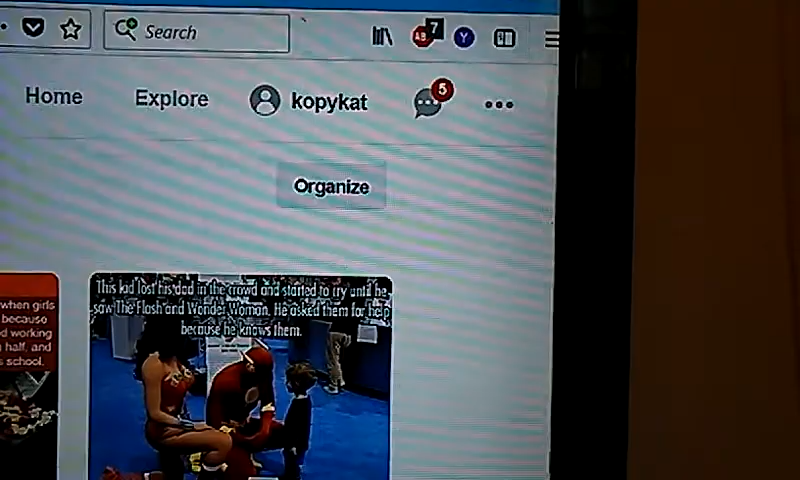 Search
7
ABP
Y
Home
Explore
kopykat
5
Organize
when girls
because
d working
half, and
s school.
This kid lost his dad in the crowd and started to cry until he
saw The Flash and Wonder Woman. He asked them for help
because he knows them.